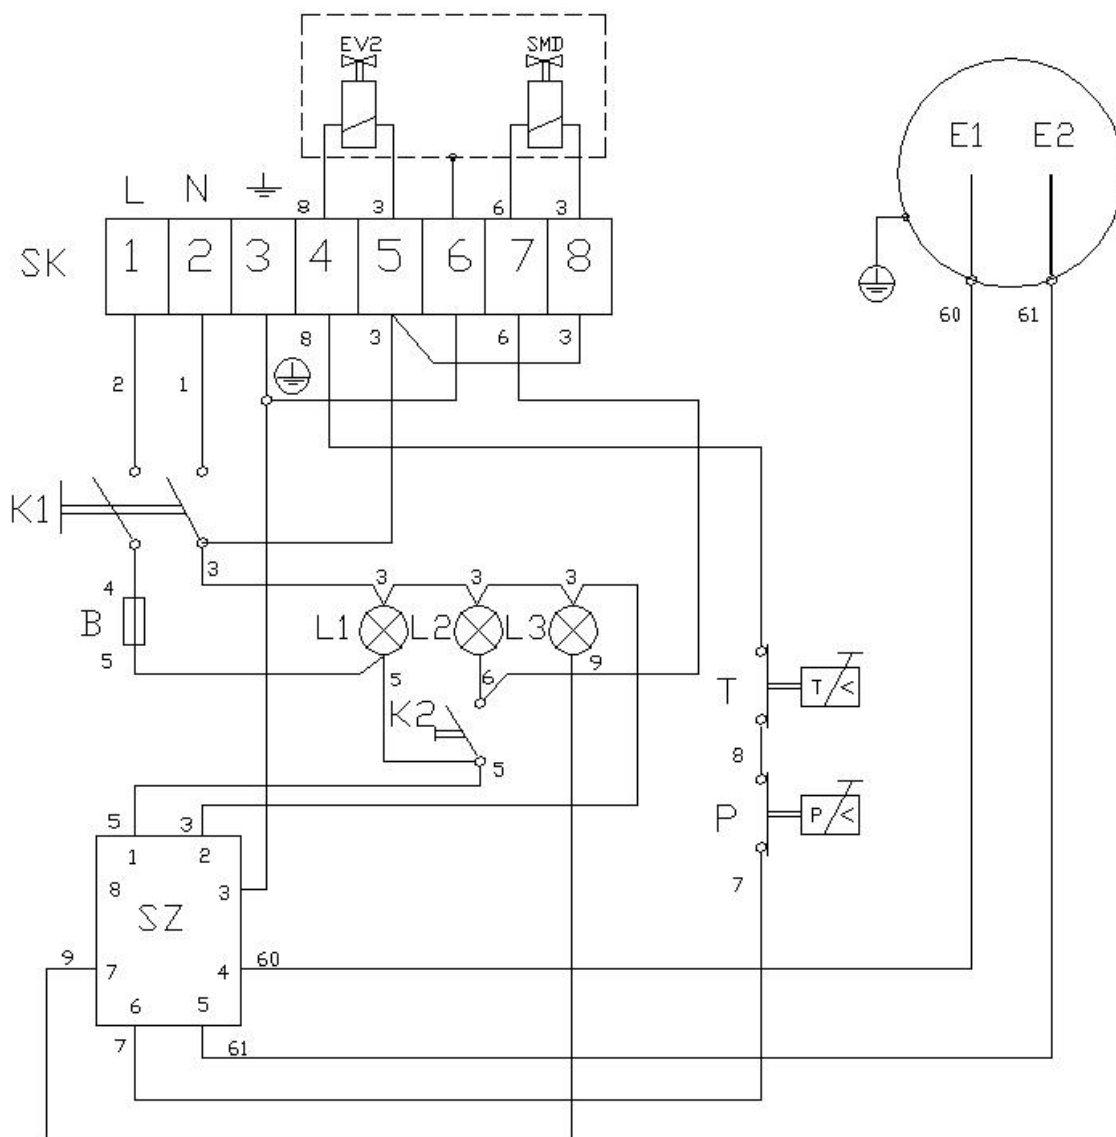 EV2 SMD
E1 E2
L N
8 3 6 3
SK 1 2 3 4 5 6 7 8
60 61
8 3 6 3
2 1
K1
3 3 3 3
4
B
L1 L2 L3
5 5 6 9
T T <
K2
5
8
P P <
5 3
1 2
7
8 3
SZ
9 7 4 60
6 5
7 61